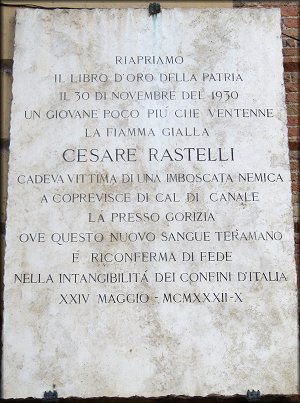 RIAPRIAMO
IL LIBRO D'ORO DELLA PATRIA
IL 30 DI NOVEMBRE DEL 1930
UN GIOVANE POCO PIÙ CHE VENTENNE
LA FIAMMA GIALLA
CESARE RASTELLI
CADEVA VITTIMA DI UNA IMBOSCATA NEMICA
A COPREVISCE DI CAL DI CANALE
LÀ PRESSO GORIZIA
OVE QUESTO NUOVO SANGUE TERAMANO
È RICONFERMA DI FEDE
NELLA INTANGIBILITÁ DEI CONFINI D'ITALIA
XXIV MAGGIO - MCMXXXII-X